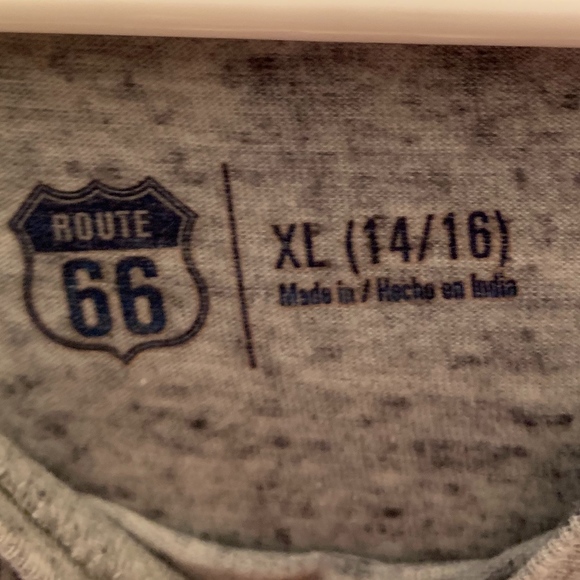 ROUTE
66
XL (14/16)
Made in / Hecho en India